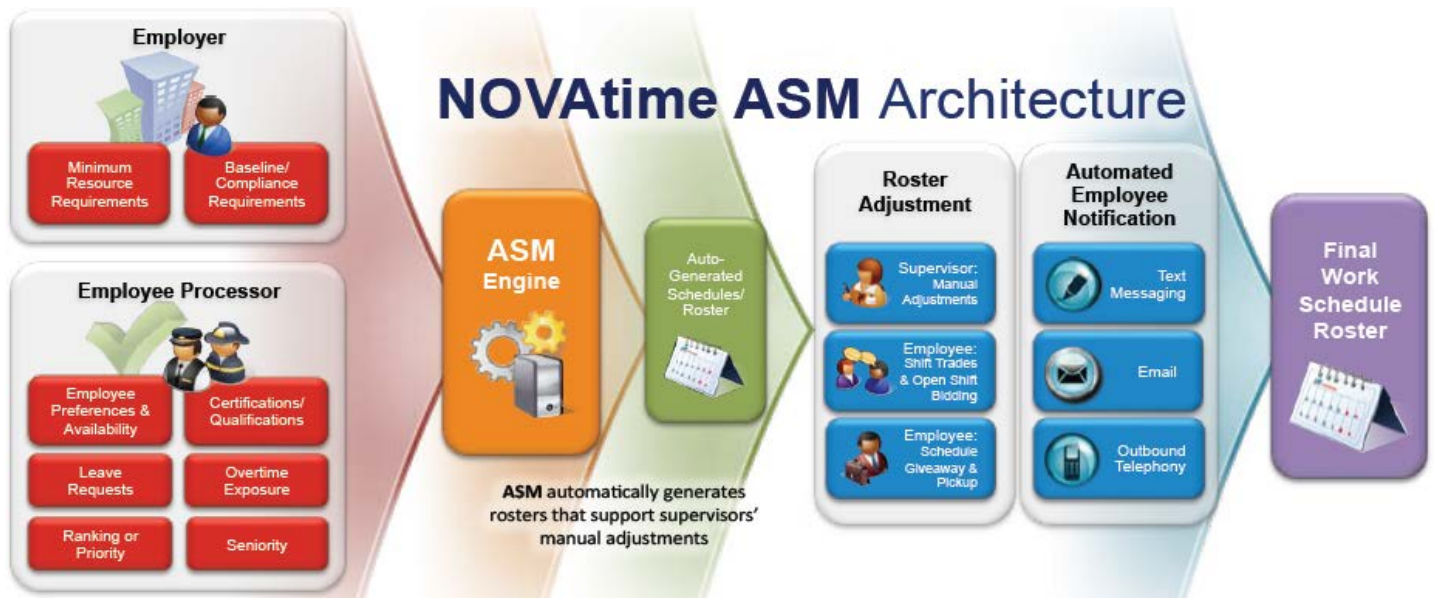 Employer
Minimum
Resource
Requirements
Baseline/
Compliance
Requirements
Employee Processor
Employee
Preferences &
Availability
Certifications/
Qualifications
Leave
Requests
Overtime
Exposure
Ranking or
Priority
Seniority
NOVAtime ASM Architecture
ASM
Engine
Auto-
Generated
Schedules/
Roster
ASM automatically generates
rosters that support supervisors'
manual adjustments
Roster
Adjustment
Supervisor:
Manual
Adjustments
Employee:
Shift Trades
& Open Shift
Bidding
Employee:
Schedule
Giveaway &
Pickup
Automated
Employee
Notification
Text
Messaging
Email
Outbound
Telephony
Final
Work
Schedule
Roster